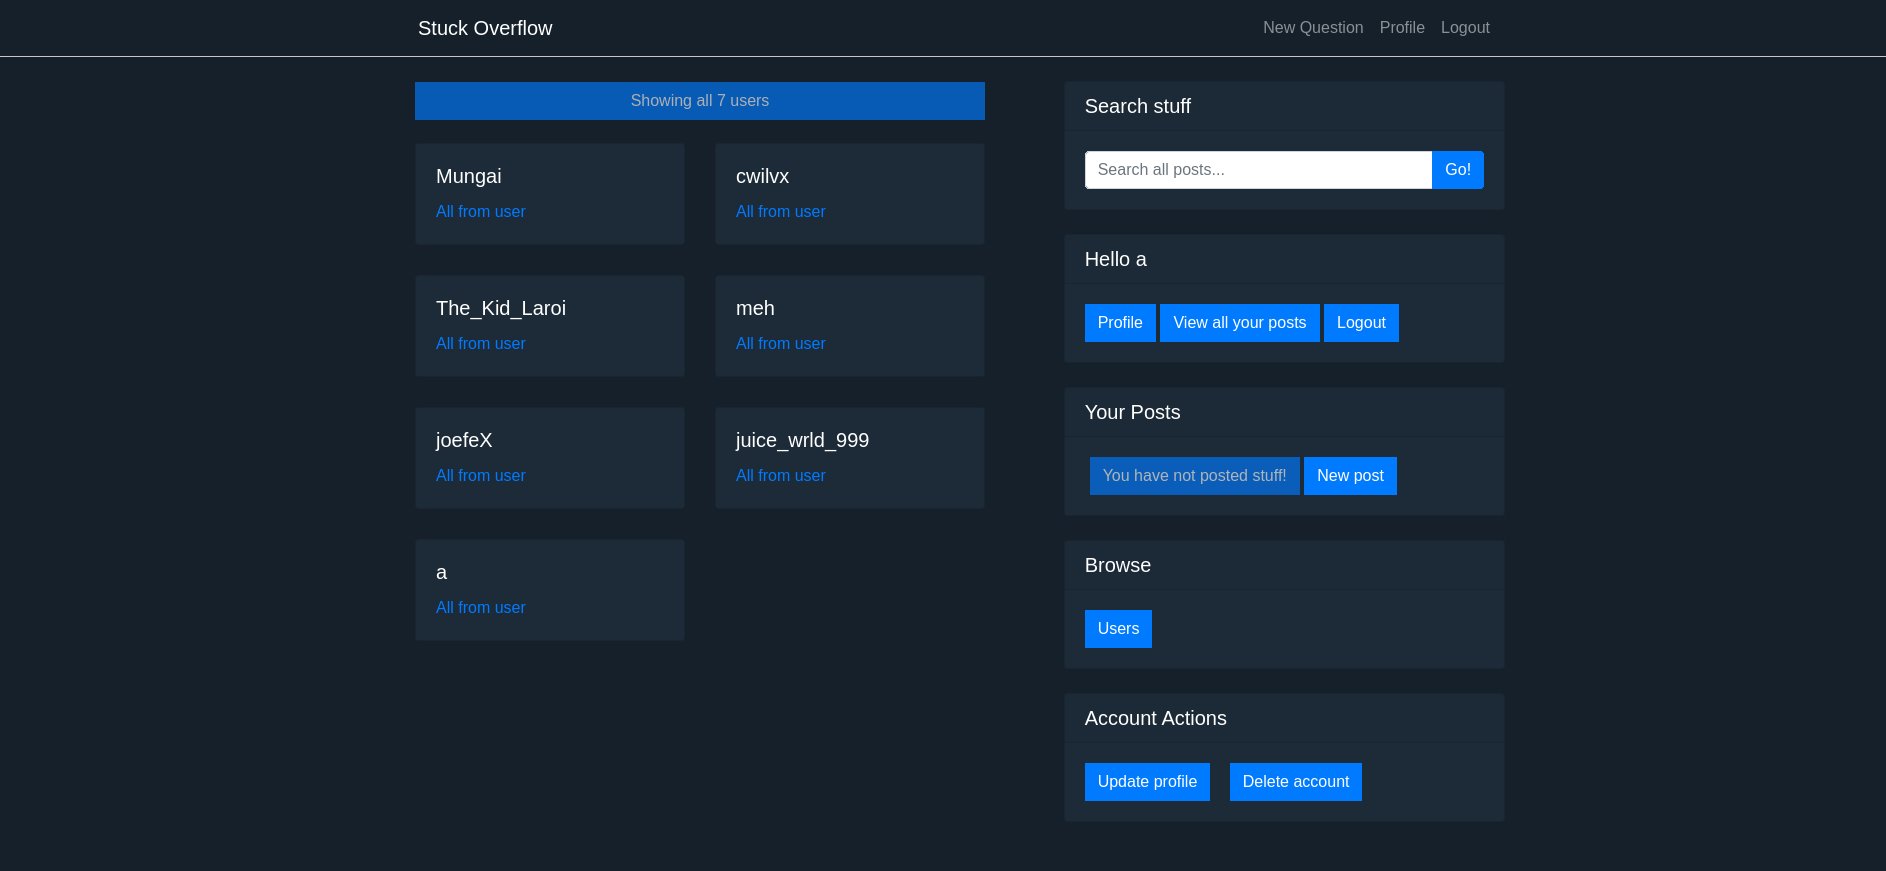 Stuck Overflow
New Question Profile Logout
Showing all 7 users
Mungai
All from user
cwilvx
All from user
The_Kid_Laroi
All from user
meh
All from user
joefeX
All from user
juice_wrld_999
All from user
a
All from user
Search stuff
Search all posts... Go!
Hello a
Profile View all your posts Logout
Your Posts
You have not posted stuff! New post
Browse
Users
Account Actions
Update profile Delete account